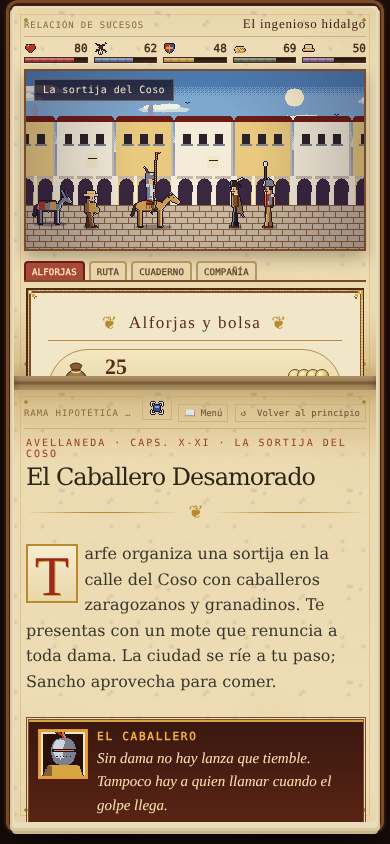 RELACIÓN DE SUCESOS
El ingenioso hidalgo
80 62 48 69 50
La sortija del Coso
ALFORJAS RUTA CUADERNO COMPAÑÍA
Alforjas y bolsa
25
RAMA HIPOTÉTICA … 📖 Menú ↺ Volver al principio
AVELLANEDA · CAPS. X-XI · LA SORTIJA DEL
COSO
El Caballero Desamorado
Tarfe organiza una sortija en la
calle del Coso con caballeros
zaragozanos y granadinos. Te
presentas con un mote que renuncia a
toda dama. La ciudad se ríe a tu paso;
Sancho aprovecha para comer.
EL CABALLERO
Sin dama no hay lanza que tiemble.
Tampoco hay a quien llamar cuando el
golpe llega.